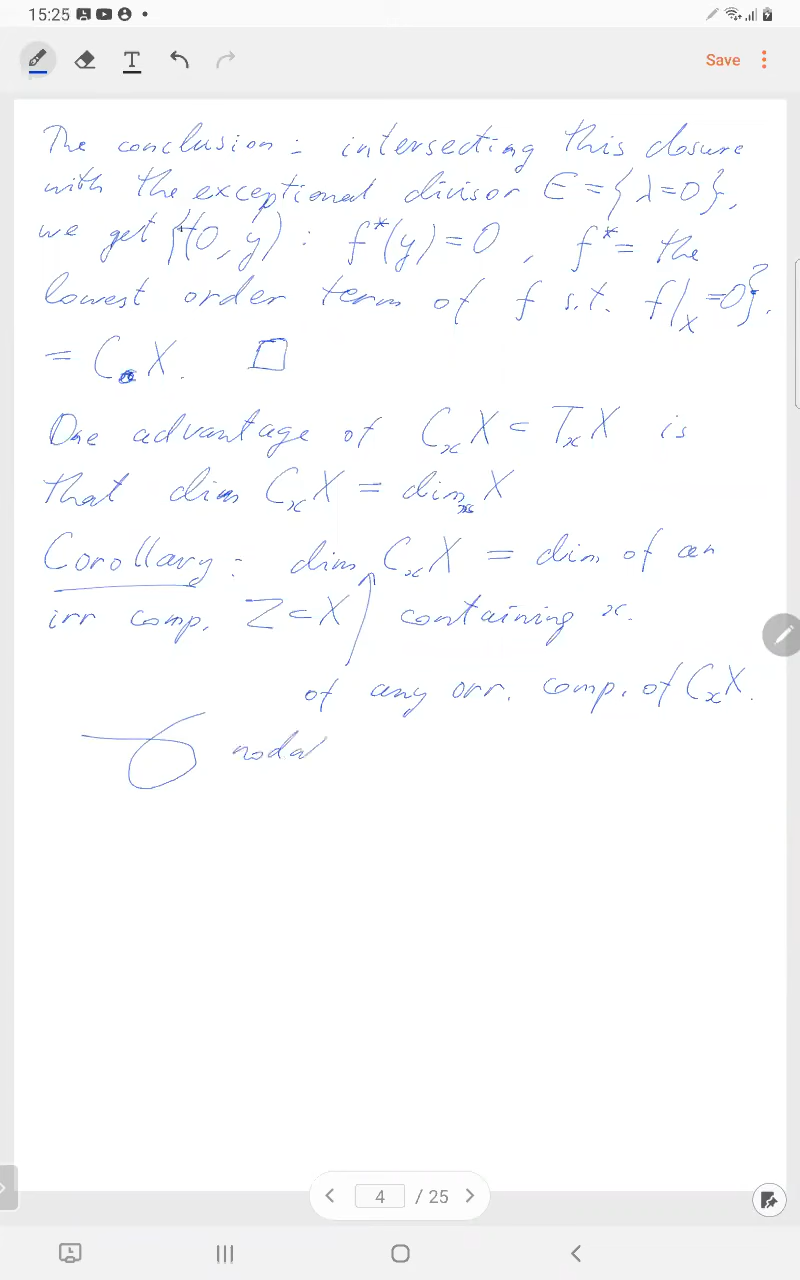 15:25
T
Save
The conclusion: intersecting this closure
with the exceptional divisor E = {λ=0},
we get {(0, y) : f*(y) = 0, f* = the
lowest order term of f s.t. f|_X = 0}.
= C₀X. □
One advantage of CₓX ⊂ TₓX is
that dim CₓX = dimₓ X
Corollary: dim CₓX = dim of an
irr comp. Z ⊂ X containing x.
of any irr. comp. of CₓX.
nodal
4 / 25